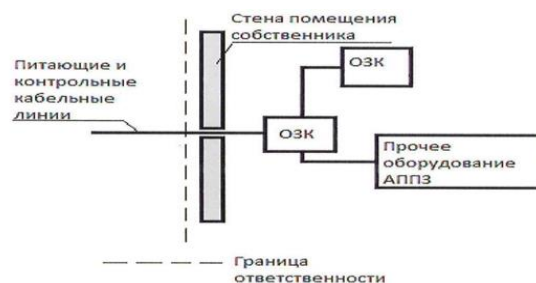 Стена помещения
собственника
Питающие и
контрольные
кабельные
линии
ОЗК
ОЗК
Прочее
оборудование
АППЗ
Граница
ответственности